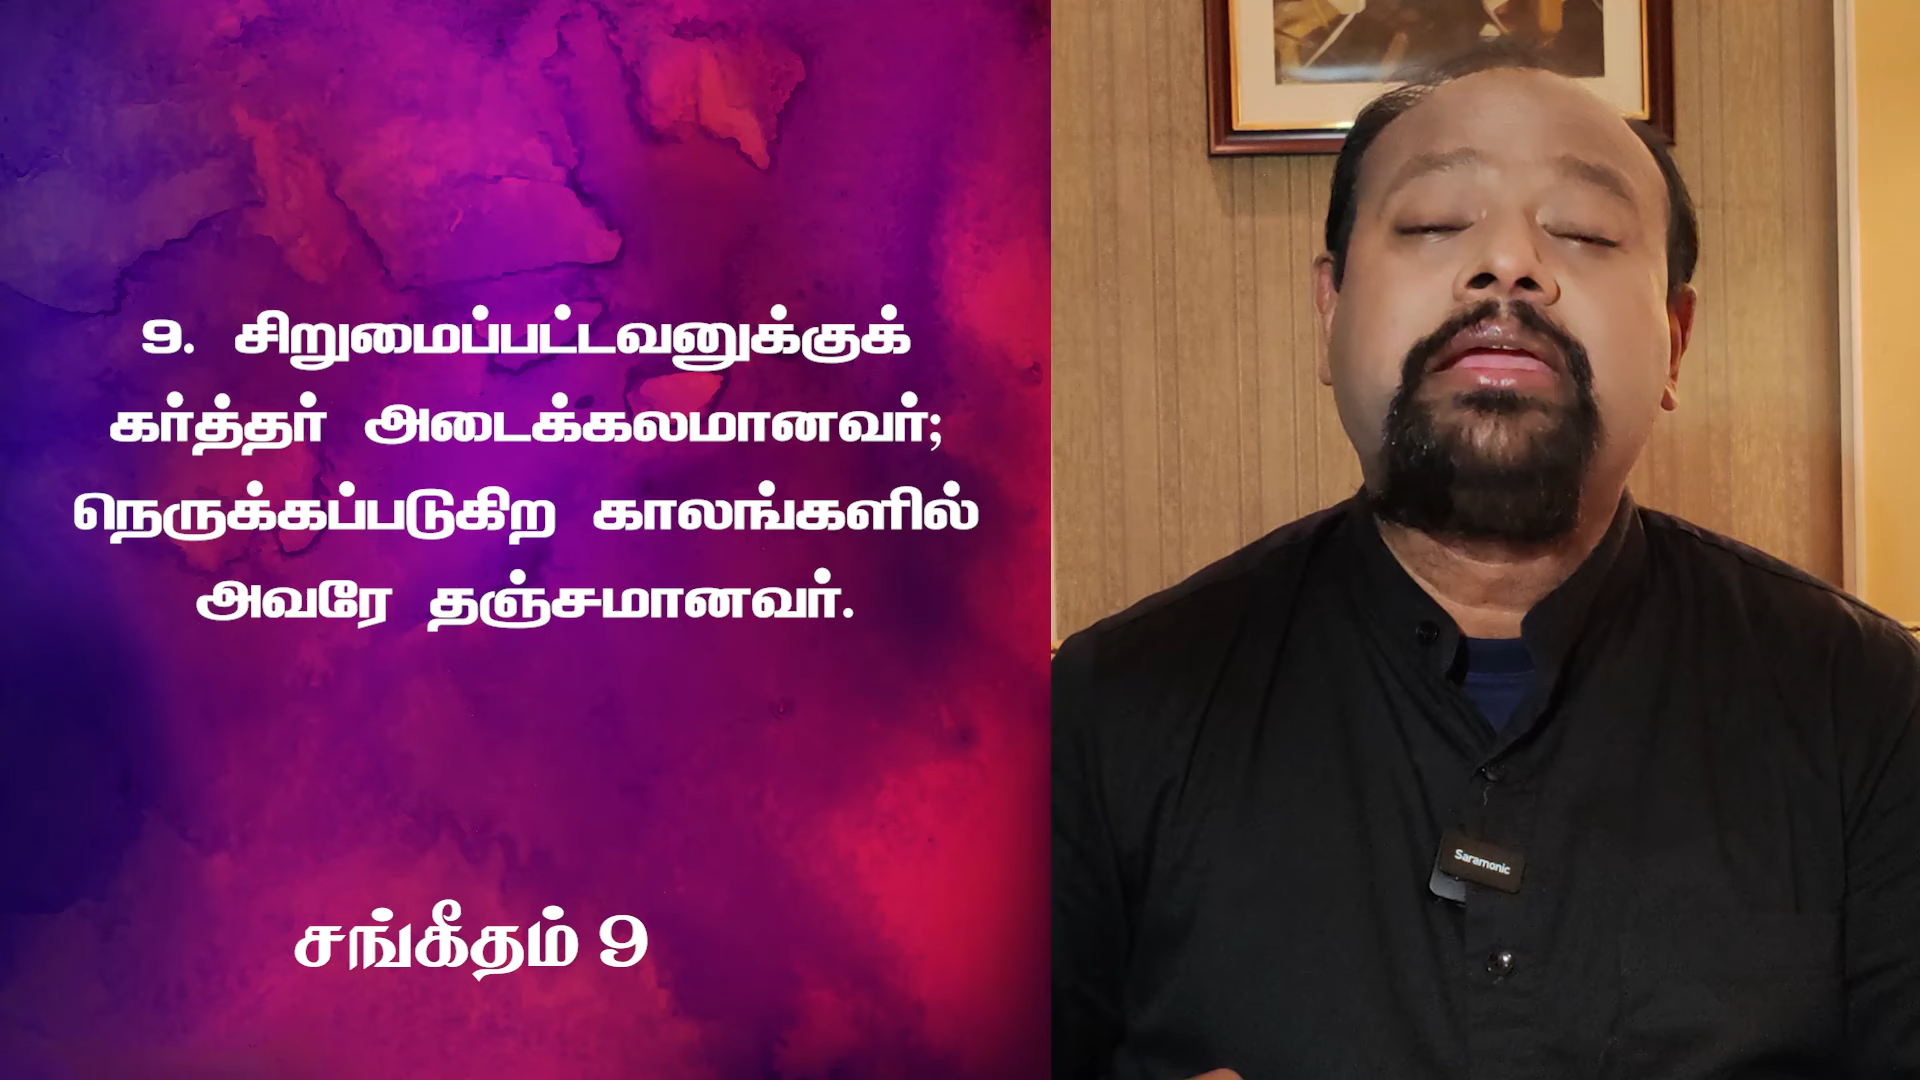 9. சிறுமைப்பட்டவனுக்குக்
கர்த்தர் அடைக்கலமானவர்;
நெருக்கப்படுகிற காலங்களில்
அவரே தஞ்சமானவர்.
சங்கீதம் 9
Saramonic